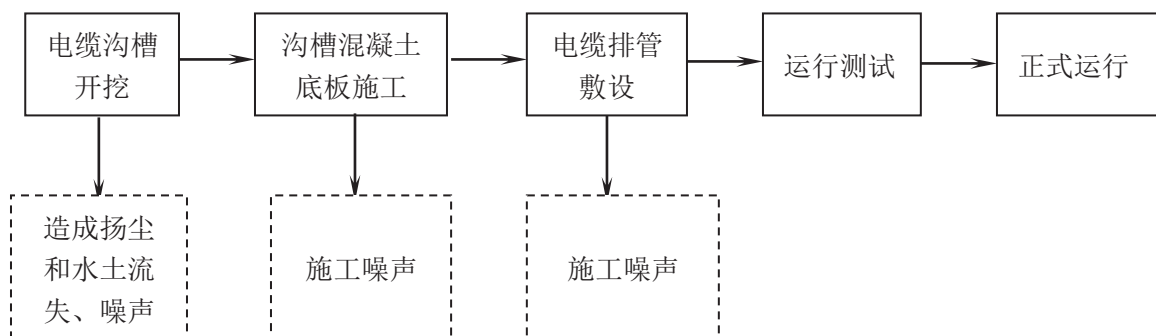 电缆沟槽
开挖
沟槽混凝土
底板施工
电缆排管
敷设
运行测试
正式运行
造成扬尘
和水土流
失、噪声
施工噪声
施工噪声